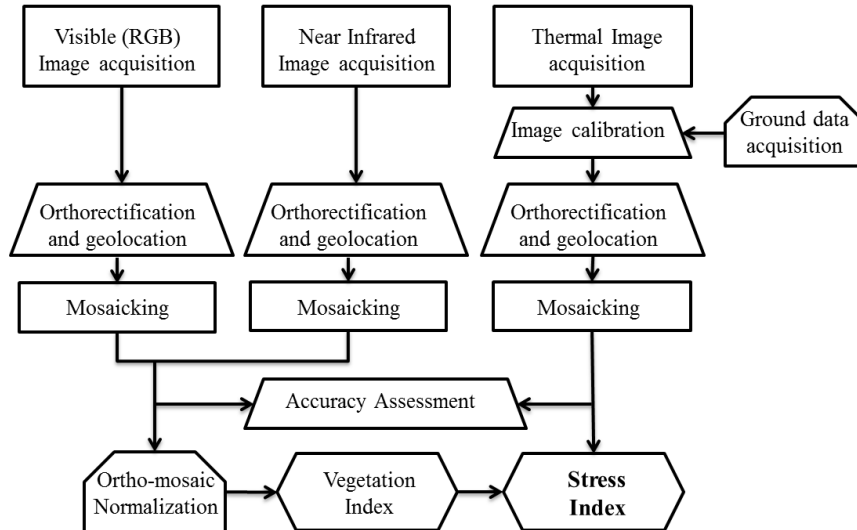 Visible (RGB)
Image acquisition
Near Infrared
Image acquisition
Thermal Image
acquisition
Image calibration
Ground data
acquisition
Orthorectification
and geolocation
Orthorectification
and geolocation
Orthorectification
and geolocation
Mosaicking
Mosaicking
Mosaicking
Accuracy Assessment
Ortho-mosaic
Normalization
Vegetation
Index
Stress
Index